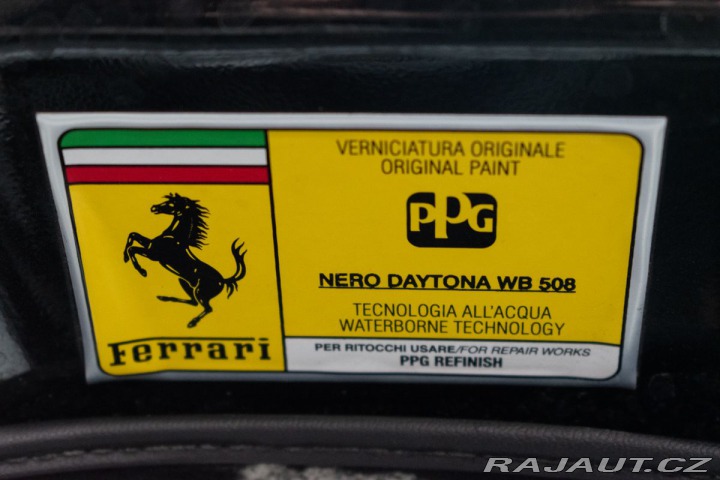 VERNICIATURA ORIGINALE
ORIGINAL PAINT
PPG
NERO DAYTONA WB 508
TECNOLOGIA ALL'ACQUA
WATERBORNE TECHNOLOGY
Ferrari
PER RITOCCHI USARE/FOR REPAIR WORKS
PPG REFINISH
RAJAUT.CZ